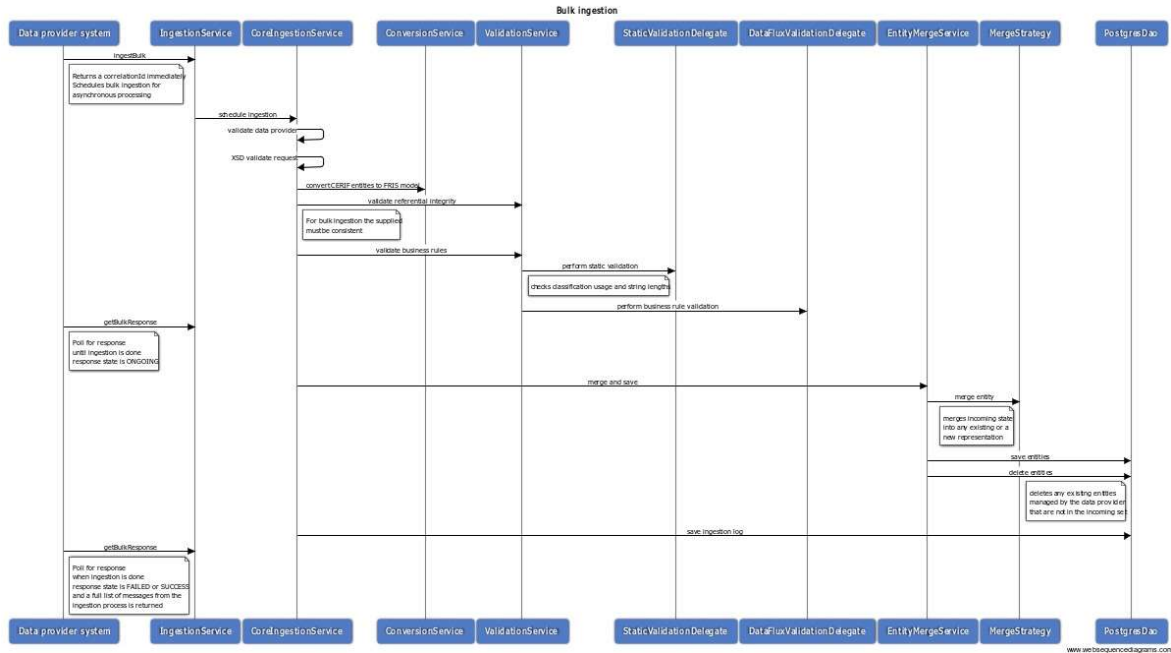 Bulk ingestion
Data provider system
IngestionService
CoreIngestionService
ConversionService
ValidationService
StaticValidationDelegate
DataFluxValidationDelegate
EntityMergeService
MergeStrategy
PostgresDao
ingestBulk
Returns a correlationId immediately
Schedules bulk ingestion for
asynchronous processing
schedule ingestion
validate data provider
XSD validate request
convert CERIF entities to FRIS model
validate referential integrity
For bulk ingestion the supplied
must be consistent
validate business rules
perform static validation
checks classification usage and string lengths
perform business rule validation
getBulkResponse
Poll for response
until ingestion is done
response state is ONGOING
merge and save
merge entity
merges incoming state
into any existing or a
new representation
save entities
delete entities
deletes any existing entities
managed by the data provider
that are not in the incoming set
save ingestion log
getBulkResponse
Poll for response
when ingestion is done
response state is FAILED or SUCCESS
and a full list of messages from the
ingestion process is returned
Data provider system
IngestionService
CoreIngestionService
ConversionService
ValidationService
StaticValidationDelegate
DataFluxValidationDelegate
EntityMergeService
MergeStrategy
PostgresDao
www.websequencediagrams.com